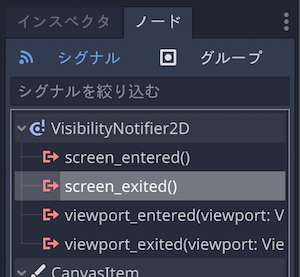 インスペクタ ノード
シグナル グループ
シグナルを絞り込む
VisibilityNotifier2D
screen_entered()
screen_exited()
viewport_entered(viewport: V
viewport_exited(viewport: Vie
CanvasItem